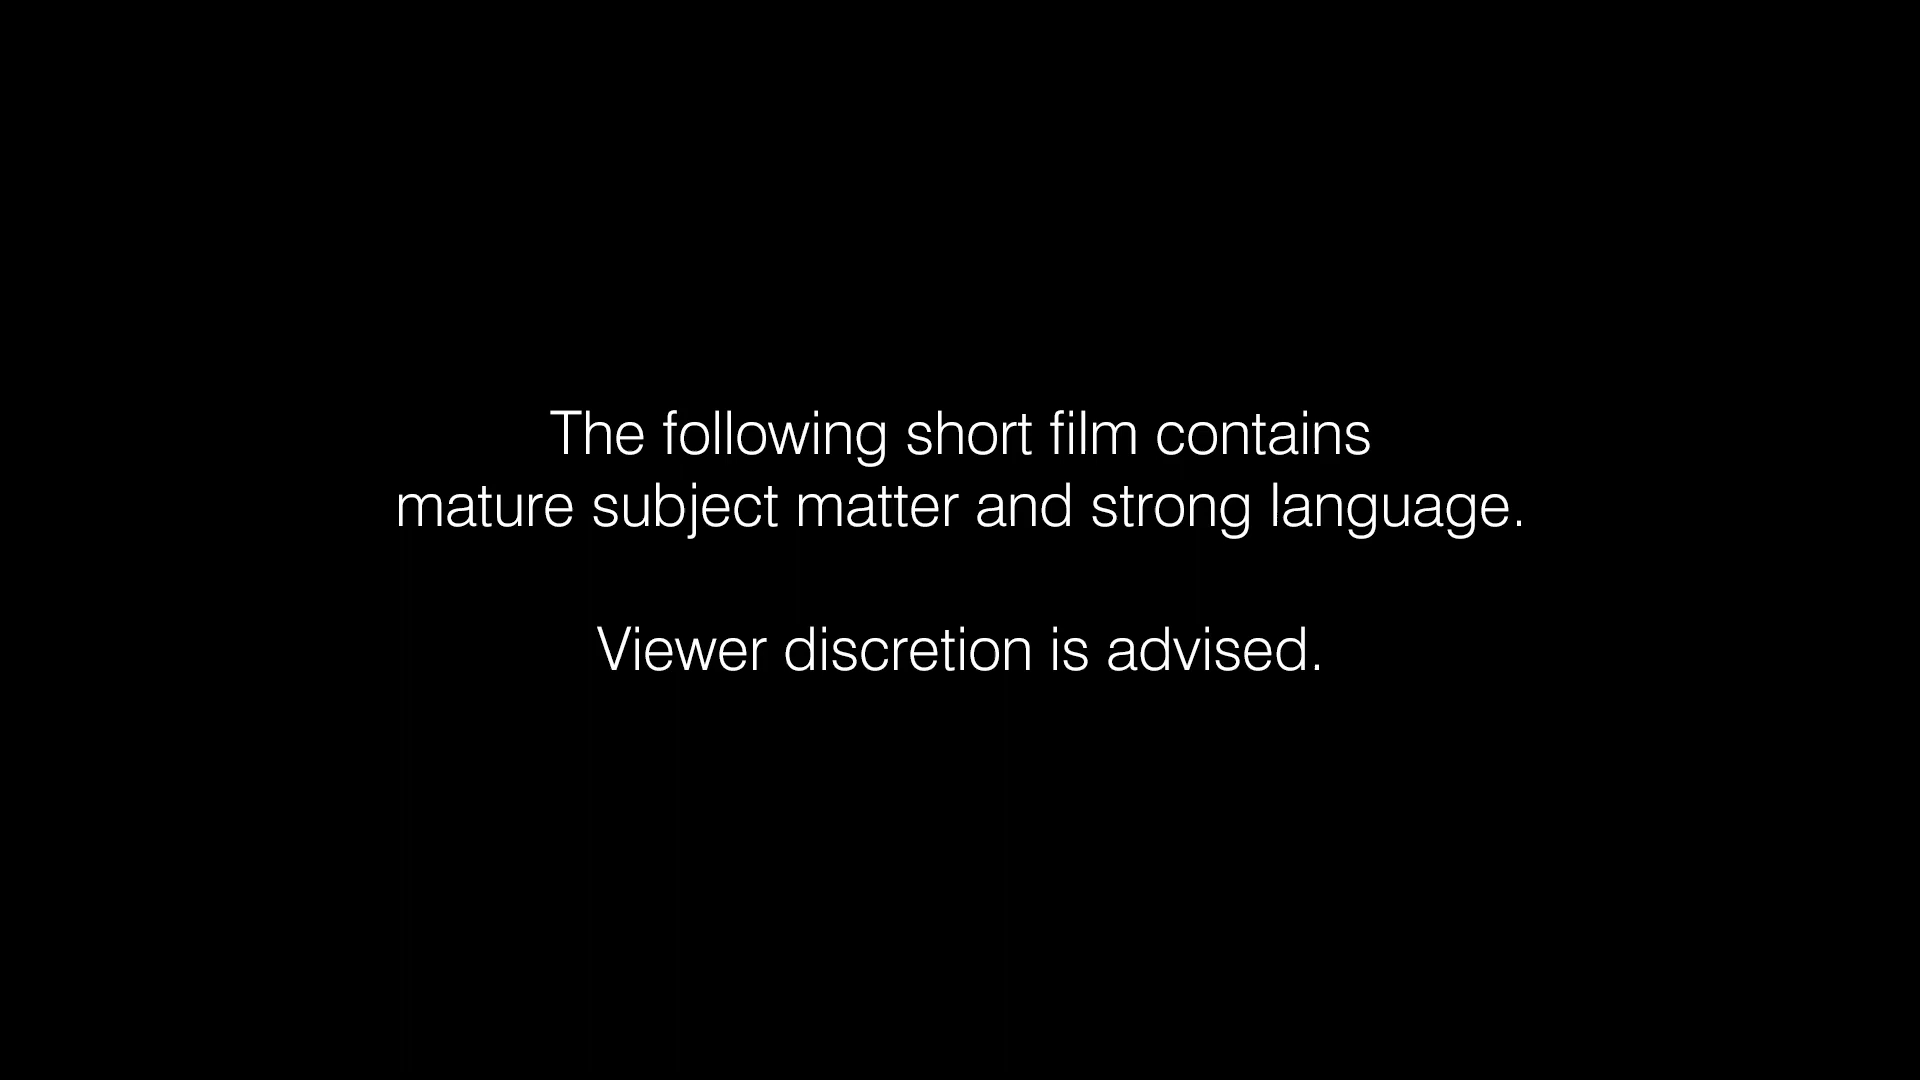 The following short film contains
mature subject matter and strong language.
Viewer discretion is advised.